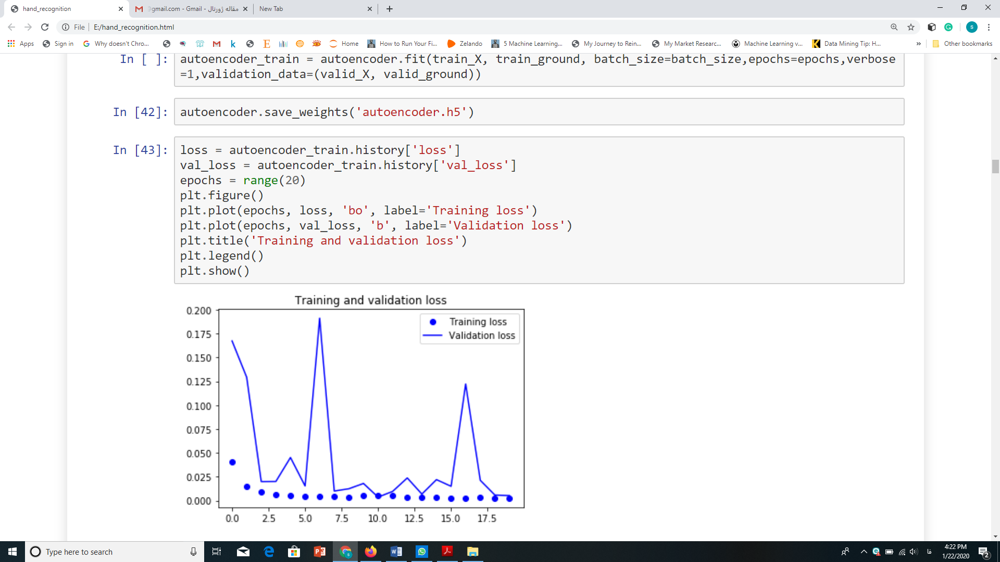 hand_recognition
@gmail.com - Gmail - مقاله ژورنال
New Tab
File E:/hand_recognition.html
S
Apps Sign in Why doesn't Chro... Home How to Run Your Fi... Zelando 5 Machine Learning... My Journey to Rein... My Market Researc... Machine Learning v... Data Mining Tip: H... » Other bookmarks
In [ ]: autoencoder_train = autoencoder.fit(train_X, train_ground, batch_size=batch_size,epochs=epochs,verbose
=1,validation_data=(valid_X, valid_ground))
In [42]: autoencoder.save_weights('autoencoder.h5')
In [43]: loss = autoencoder_train.history['loss']
val_loss = autoencoder_train.history['val_loss']
epochs = range(20)
plt.figure()
plt.plot(epochs, loss, 'bo', label='Training loss')
plt.plot(epochs, val_loss, 'b', label='Validation loss')
plt.title('Training and validation loss')
plt.legend()
plt.show()
Training and validation loss
Training loss
Validation loss
0.200
0.175
0.150
0.125
0.100
0.075
0.050
0.025
0.000
0.0 2.5 5.0 7.5 10.0 12.5 15.0 17.5
Type here to search
فا
4:22 PM
1/22/2020
2